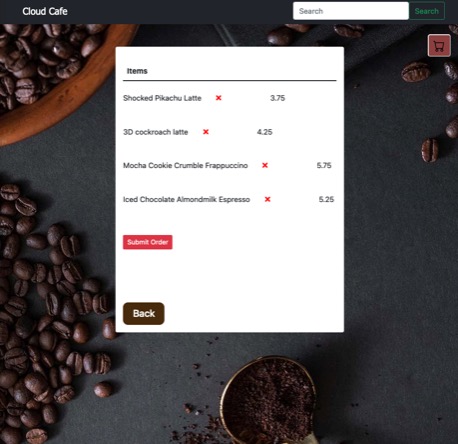 Cloud Cafe Search Search
Items
Shocked Pikachu Latte 3.75
3D cockroach latte 4.25
Mocha Cookie Crumble Frappuccino 5.75
Iced Chocolate Almondmilk Espresso 5.25
Submit Order
Back